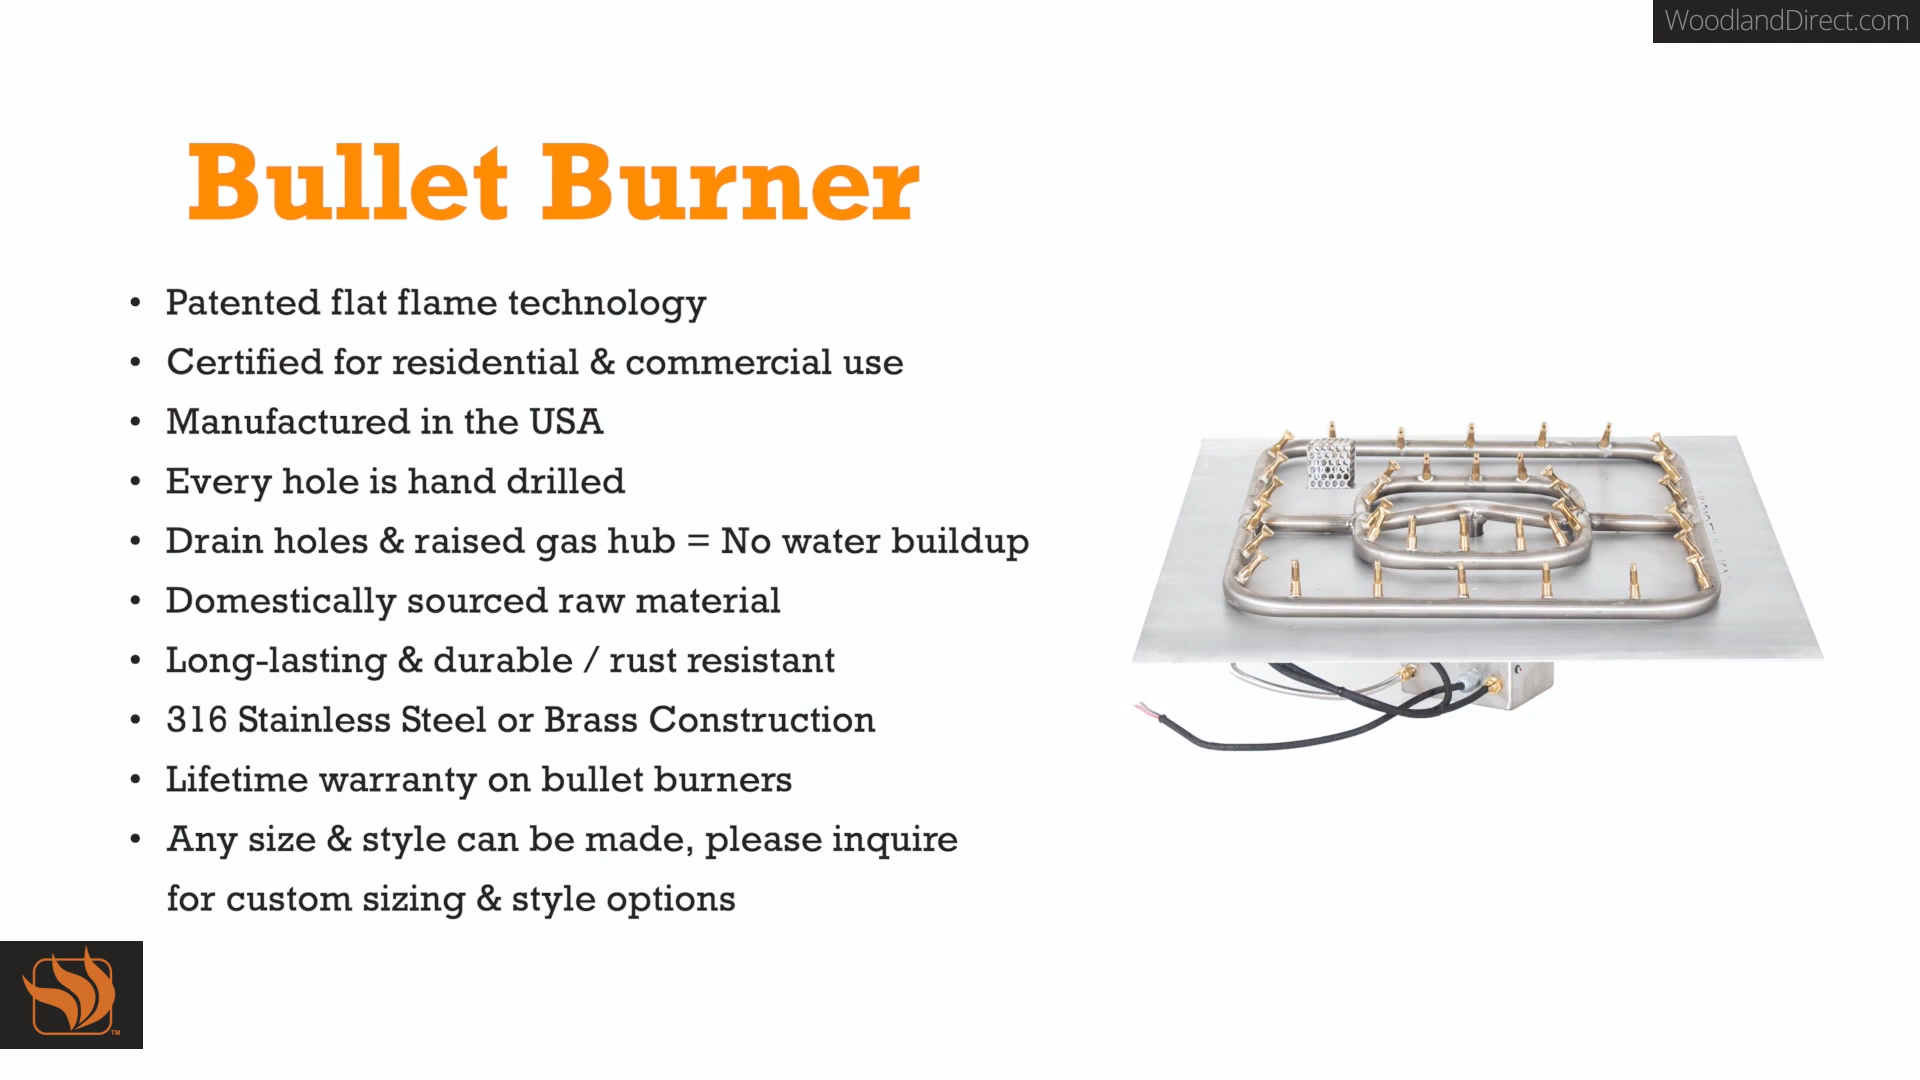 WoodlandDirect.com
Bullet Burner
• Patented flat flame technology
• Certified for residential & commercial use
• Manufactured in the USA
• Every hole is hand drilled
• Drain holes & raised gas hub = No water buildup
• Domestically sourced raw material
• Long-lasting & durable / rust resistant
• 316 Stainless Steel or Brass Construction
• Lifetime warranty on bullet burners
• Any size & style can be made, please inquire
for custom sizing & style options
TM